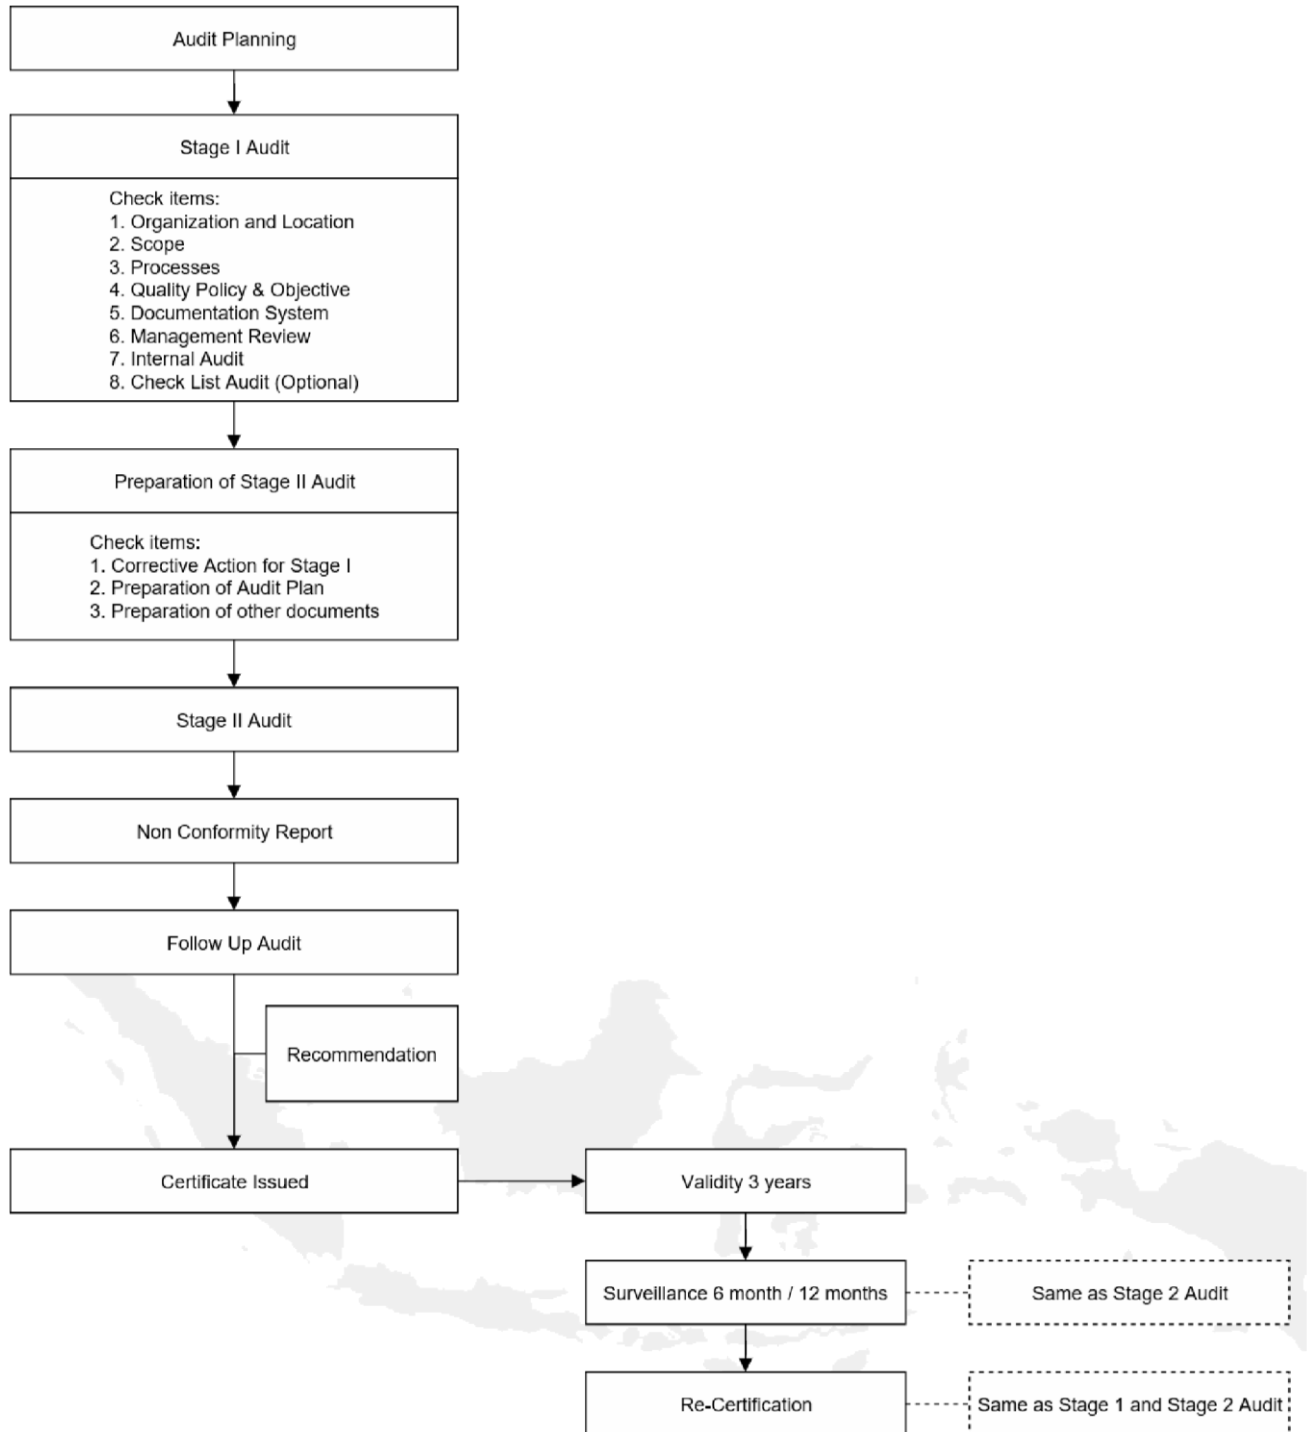 Audit Planning
Stage I Audit
Check items:
1. Organization and Location
2. Scope
3. Processes
4. Quality Policy & Objective
5. Documentation System
6. Management Review
7. Internal Audit
8. Check List Audit (Optional)
Preparation of Stage II Audit
Check items:
1. Corrective Action for Stage I
2. Preparation of Audit Plan
3. Preparation of other documents
Stage II Audit
Non Conformity Report
Follow Up Audit
Recommendation
Certificate Issued
Validity 3 years
Surveillance 6 month / 12 months
Same as Stage 2 Audit
Re-Certification
Same as Stage 1 and Stage 2 Audit